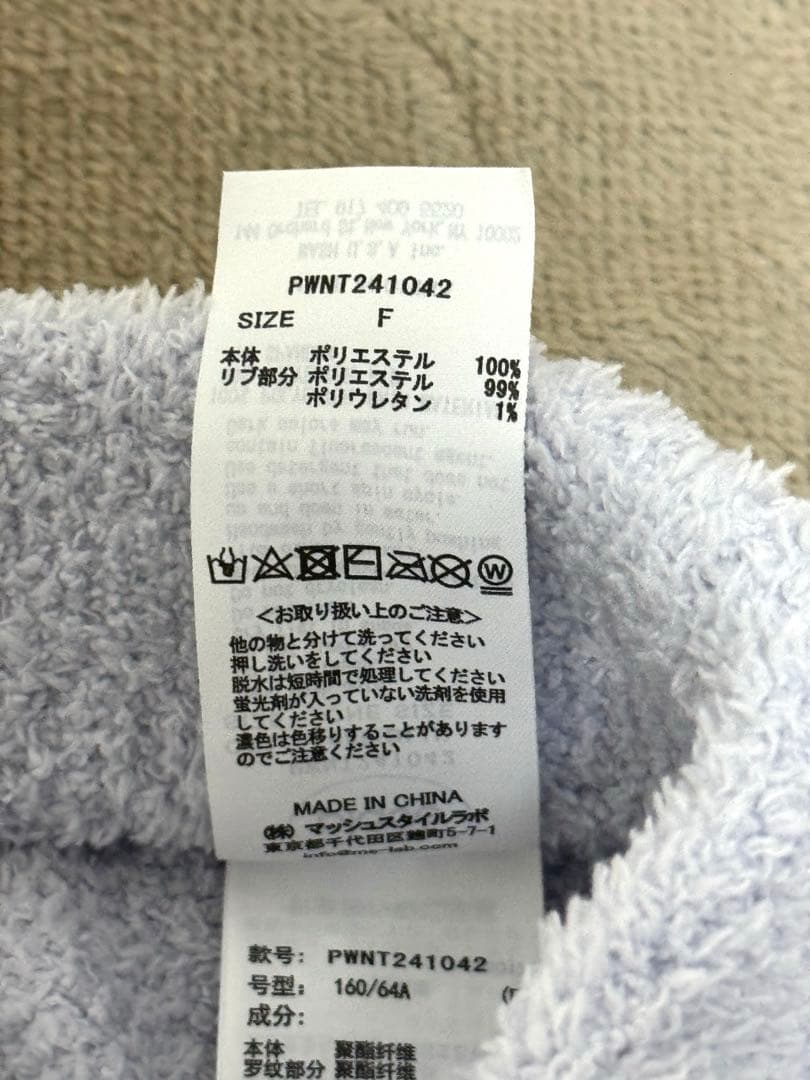 PWNT241042
SIZE F
本体 ポリエステル 100%
リブ部分 ポリエステル 99%
ポリウレタン 1%
W
<お取り扱い上のご注意>
他の物と分けて洗ってください
押し洗いをしてください
脱水は短時間で処理してください
蛍光剤が入っていない洗剤を使用
してください
濃色は色移りすることがあります
のでご注意ください
MADE IN CHINA
(株) マッシュスタイルラボ
東京都千代田区麹町5-7-1
info@ms-lab.com
款号: PWNT241042
号型: 160/64A
成分:
本体 聚酯纤维
罗纹部分 聚酯纤维